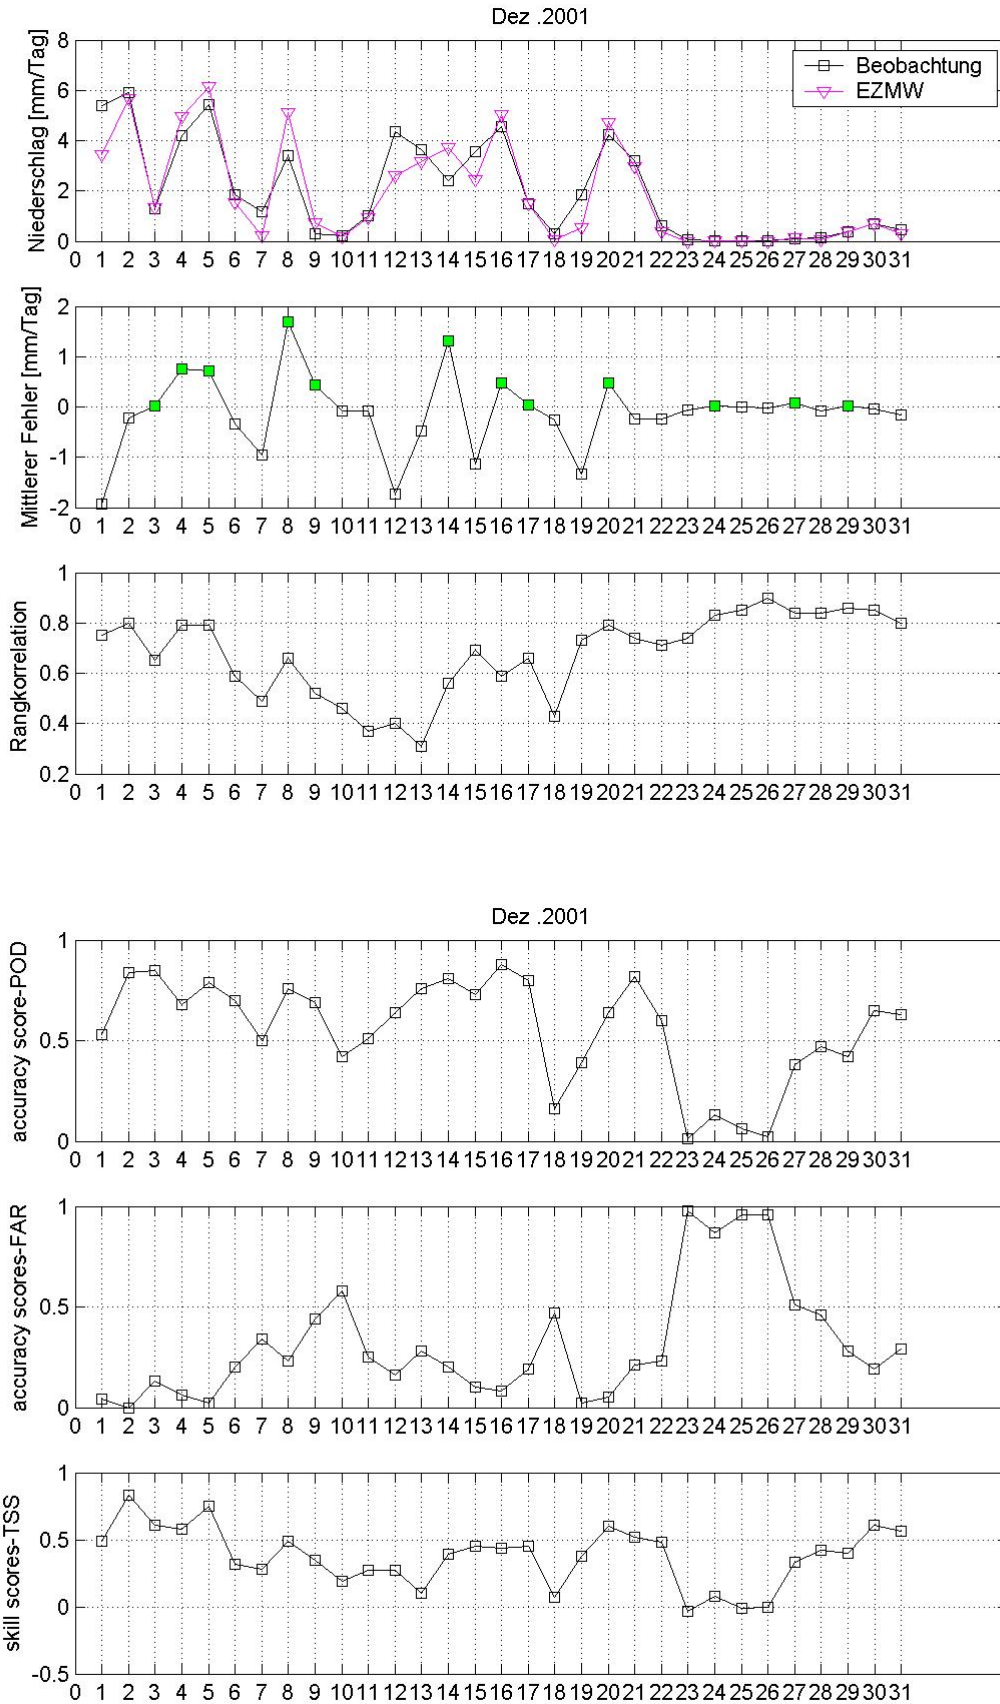 Dez .2001
Niederschlag [mm/Tag]
8
6
4
2
0
Beobachtung
EZMW
0 1 2 3 4 5 6 7 8 9 10 11 12 13 14 15 16 17 18 19 20 21 22 23 24 25 26 27 28 29 30 31
Mittlerer Fehler [mm/Tag]
2
1
0
-1
-2
0 1 2 3 4 5 6 7 8 9 10 11 12 13 14 15 16 17 18 19 20 21 22 23 24 25 26 27 28 29 30 31
Rangkorrelation
1
0.8
0.6
0.4
0.2
0 1 2 3 4 5 6 7 8 9 10 11 12 13 14 15 16 17 18 19 20 21 22 23 24 25 26 27 28 29 30 31
Dez .2001
accuracy score-POD
1
0.5
0
0 1 2 3 4 5 6 7 8 9 10 11 12 13 14 15 16 17 18 19 20 21 22 23 24 25 26 27 28 29 30 31
accuracy scores-FAR
1
0.5
0
0 1 2 3 4 5 6 7 8 9 10 11 12 13 14 15 16 17 18 19 20 21 22 23 24 25 26 27 28 29 30 31
skill scores-TSS
1
0.5
0
-0.5
0 1 2 3 4 5 6 7 8 9 10 11 12 13 14 15 16 17 18 19 20 21 22 23 24 25 26 27 28 29 30 31